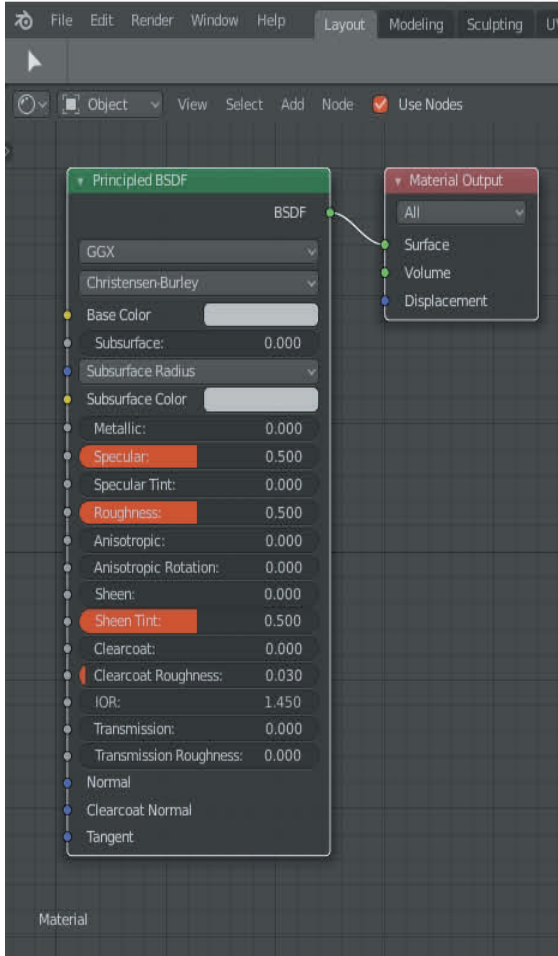 File Edit Render Window Help Layout Modeling Sculpting
Object View Select Add Node Use Nodes
Principled BSDF
BSDF
GGX
Christensen-Burley
Base Color
Subsurface: 0.000
Subsurface Radius
Subsurface Color
Metallic: 0.000
Specular: 0.500
Specular Tint: 0.000
Roughness: 0.500
Anisotropic: 0.000
Anisotropic Rotation: 0.000
Sheen: 0.000
Sheen Tint: 0.500
Clearcoat: 0.000
Clearcoat Roughness: 0.030
IOR: 1.450
Transmission: 0.000
Transmission Roughness: 0.000
Normal
Clearcoat Normal
Tangent
Material Output
All
Surface
Volume
Displacement
Material